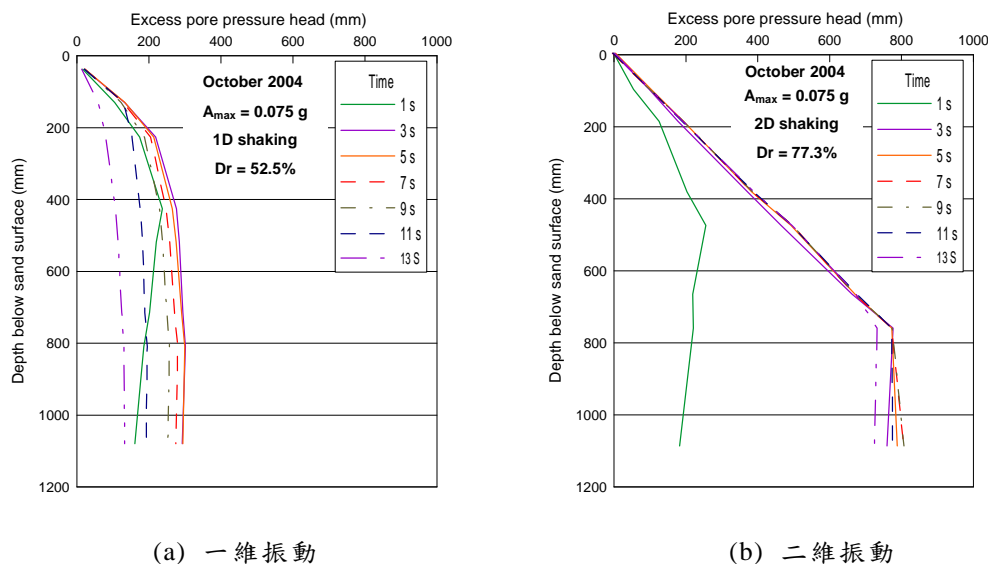 Excess pore pressure head (mm)
0 200 400 600 800 1000
0
200
400
600
800
1000
1200
Depth below sand surface (mm)
October 2004
Amax = 0.075 g
1D shaking
Dr = 52.5%
Time
1 s
3 s
5 s
7 s
9 s
11 s
13 S
(a) 一維振動
Excess pore pressure head (mm)
0 200 400 600 800 1000
0
200
400
600
800
1000
1200
Depth below sand surface (mm)
October 2004
Amax = 0.075 g
2D shaking
Dr = 77.3%
Time
1 s
3 s
5 s
7 s
9 s
11 s
13 S
(b) 二維振動